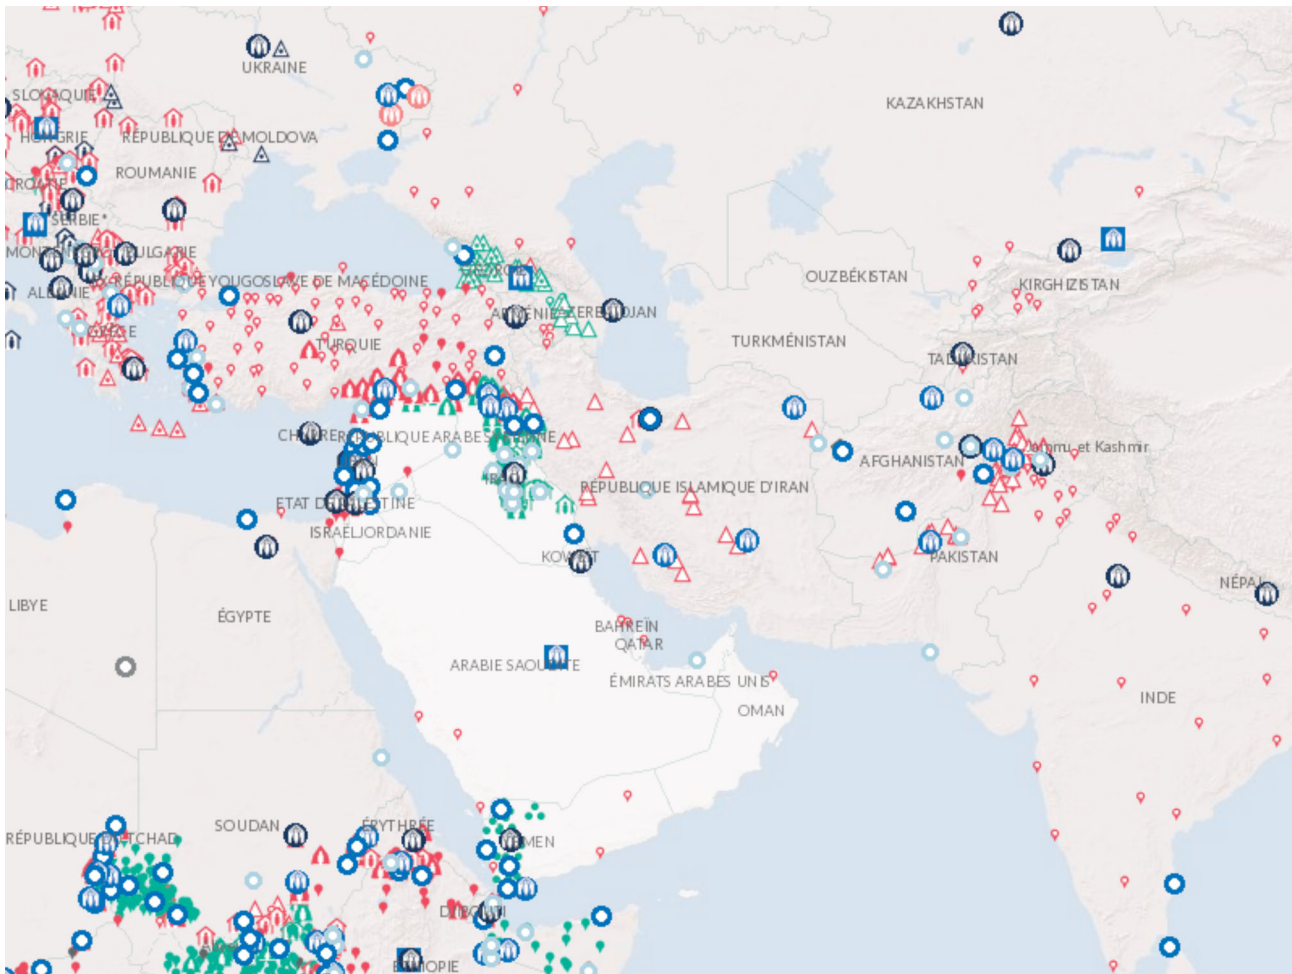 KAZAKHSTAN
UKRAINE
SLOVAQUIE
HONGRIE
RÉPUBLIQUE DE MOLDOVA
ROUMANIE
CROATIE
SERBIE*
BULGARIE
EX-RÉPUBLIQUE YOUGOSLAVE DE MACÉDOINE
ALBANIE
GRÈCE
TURQUIE
ARMÉNIE
AZERBAÏDJAN
OUZBÉKISTAN
KIRGHIZISTAN
TURKMÉNISTAN
TADJIKISTAN
CHYPRE
RÉPUBLIQUE ARABE SYRIENNE
Jammu et Kashmir
AFGHANISTAN
IRAQ
RÉPUBLIQUE ISLAMIQUE D'IRAN
ETAT DE PALESTINE
ISRAËL
JORDANIE
KOWEÏT
PAKISTAN
NÉPAL
LIBYE
ÉGYPTE
BAHREÏN
QATAR
ARABIE SAOUDITE
ÉMIRATS ARABES UNIS
OMAN
INDE
SOUDAN
ÉRYTHRÉE
RÉPUBLIQUE DU TCHAD
YÉMEN
DJIBOUTI
ETHIOPIE